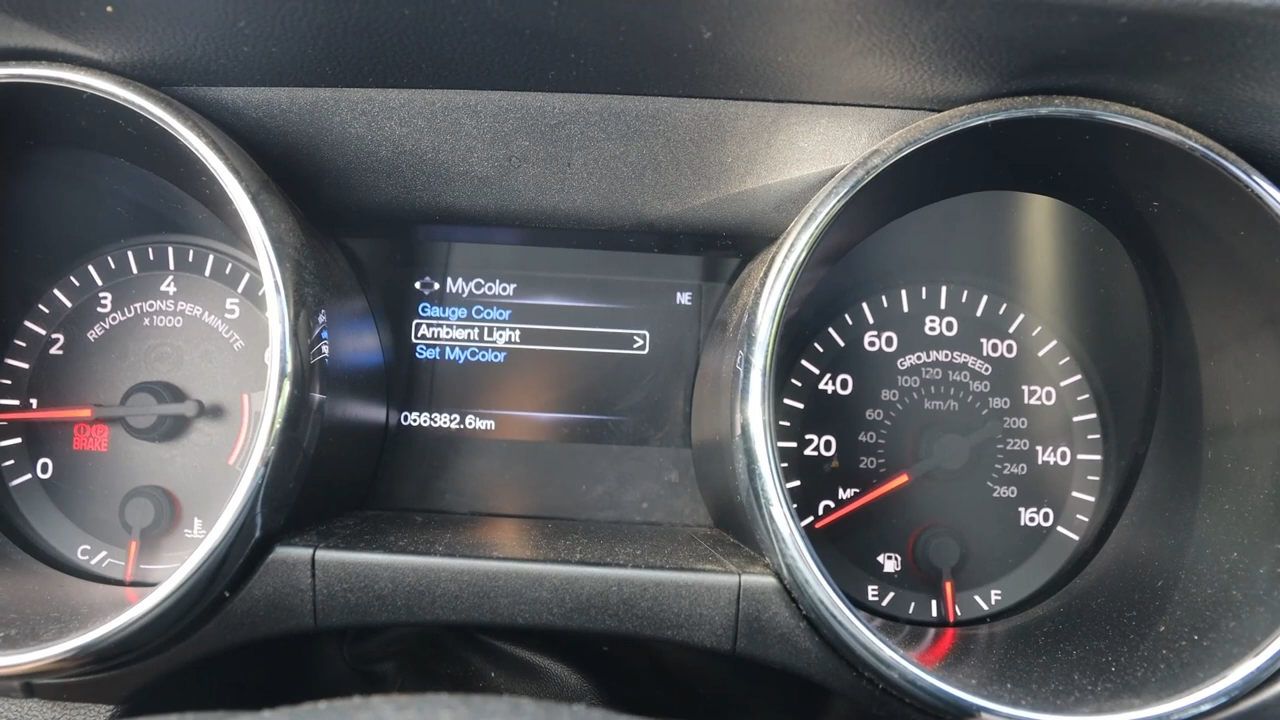 MyColor
NE
Gauge Color
Ambient Light >
Set MyColor
056382.6km
0
1
2
3
4
5
REVOLUTIONS PER MINUTE
x 1000
BRAKE
C
0
20
40
60
80
100
120
140
160
GROUND SPEED
20
40
60
80
100
120
140
160
180
200
220
240
260
km/h
E
F